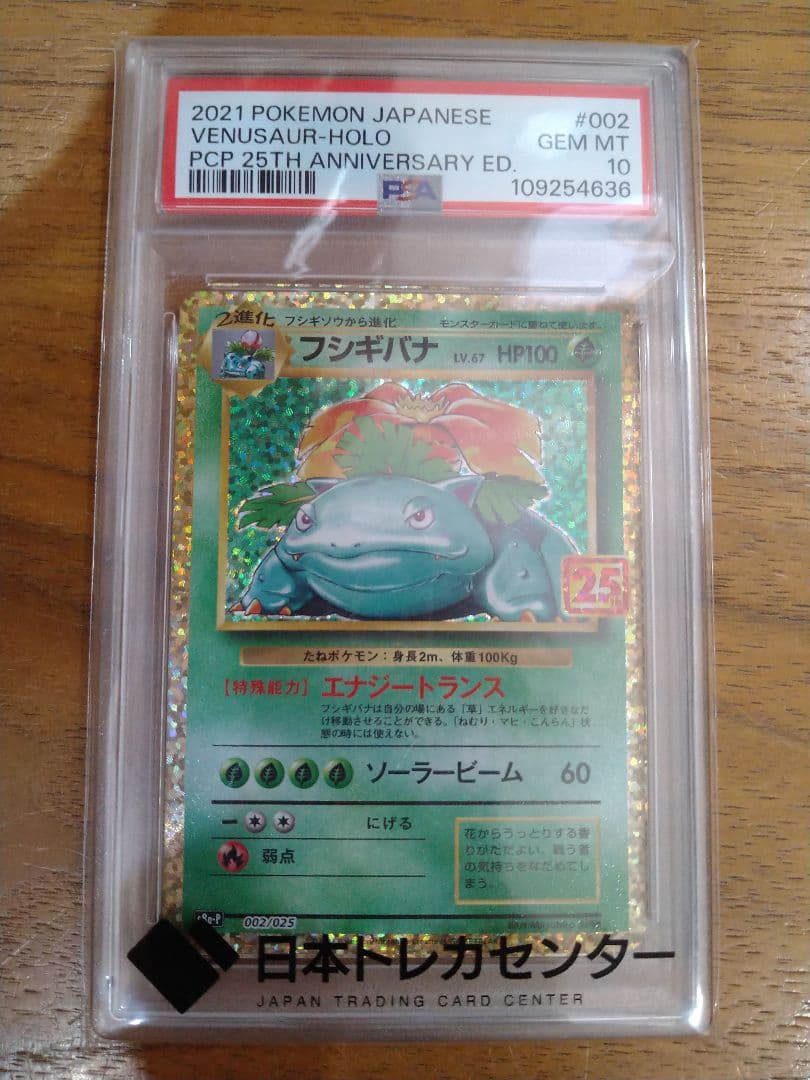 2021 POKEMON JAPANESE #002
VENUSAUR-HOLO GEM MT
PCP 25TH ANNIVERSARY ED. 10
PSA 109254636
2進化 フシギソウから進化 モンスターカードに重ねて使います。
フシギバナ LV.67 HP100
25
たねポケモン：身長2m、体重100Kg
【特殊能力】エナジートランス
フシギバナは自分の場にある「草」エネルギーを好きなだ
け移動させることができる。「ねむり・マヒ・こんらん」状
態の時には使えない。
ソーラービーム 60
にげる
弱点
花からうっとりする香
りがただよい、戦う者
の気持ちをなだめてし
まう。
s8a-P 002/025
日本トレカセンター
JAPAN TRADING CARD CENTER